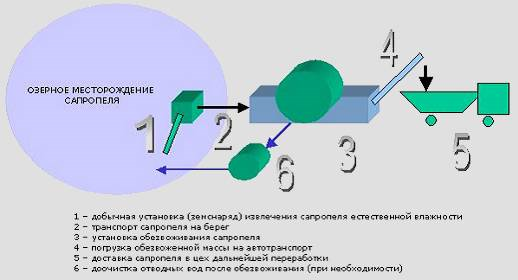 ОЗЕРНОЕ МЕСТОРОЖДЕНИЕ
САПРОПЕЛЯ
1
2
3
4
5
6
1 – добычная установка (земснаряд) извлечения сапропеля естественной влажности
2 – транспорт сапропеля на берег
3 – установка обезвоживания сапропеля
4 – погрузка обезвоженной массы на автотранспорт
5 – доставка сапропеля в цех дальнейшей переработки
6 – доочистка отводных вод после обезвоживания (при необходимости)